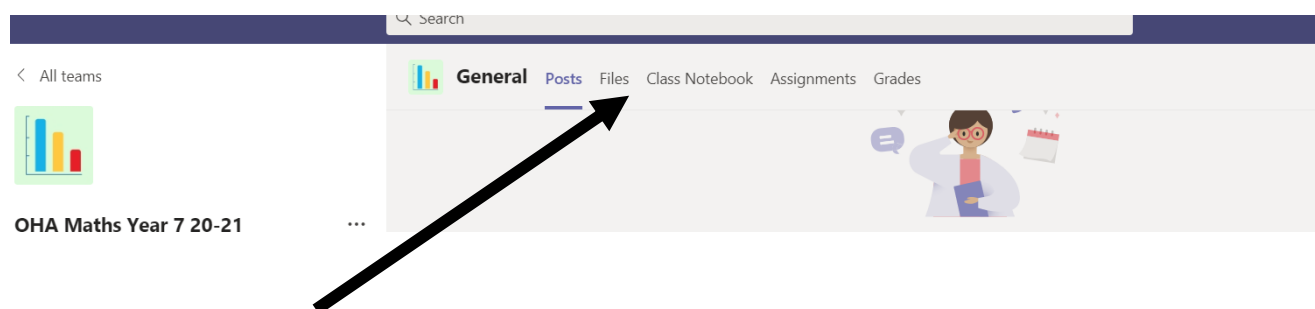 Search
All teams
General Posts Files Class Notebook Assignments Grades
OHA Maths Year 7 20-21 ...